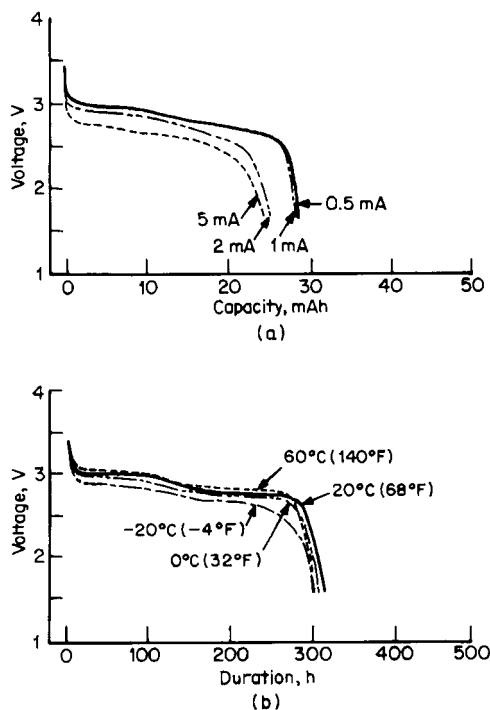 4
3
2
1
Voltage, V
0.5 mA
5 mA
2 mA
1 mA
0 10 20 30 40 50
Capacity, mAh
(a)
4
3
2
1
Voltage, V
60°C (140°F)
20°C (68°F)
-20°C (-4°F)
0°C (32°F)
0 100 200 300 400 500
Duration, h
(b)